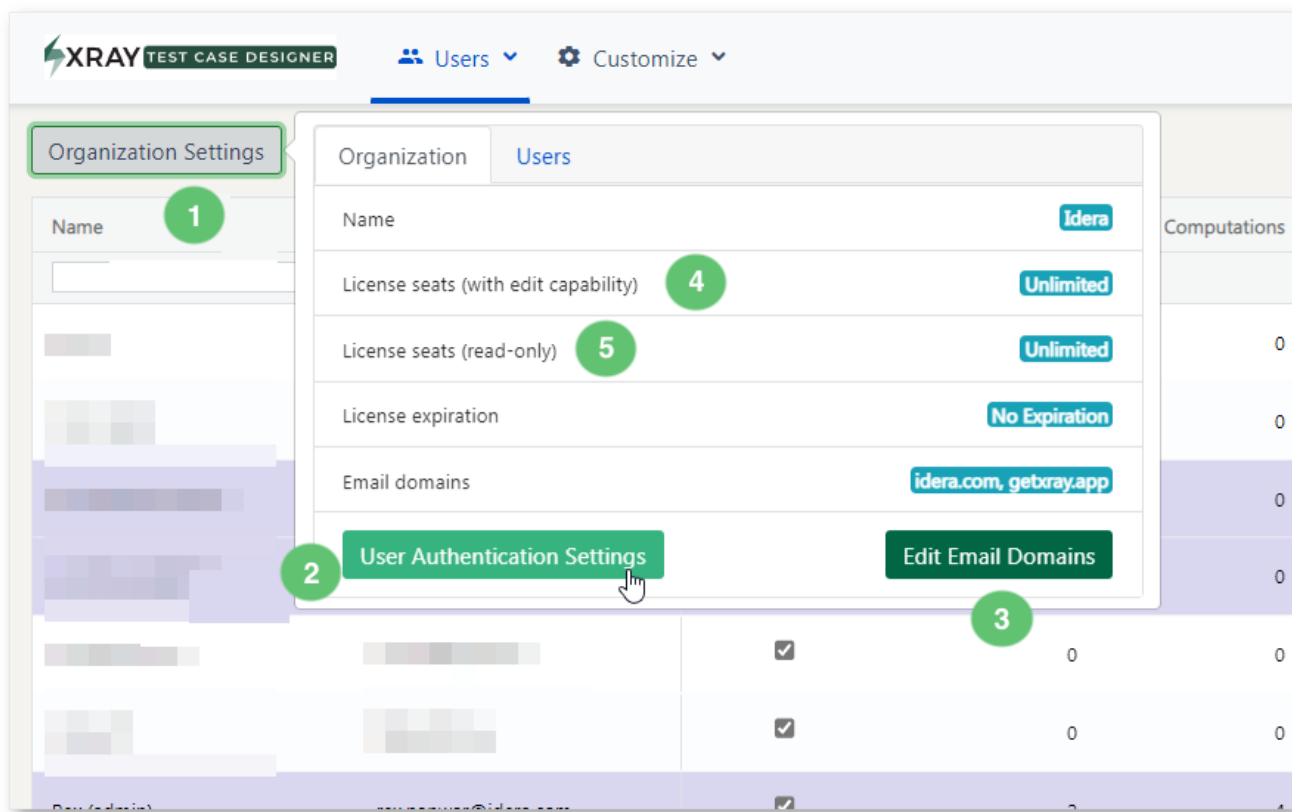 XRAY TEST CASE DESIGNER
Users
Customize
Organization Settings
1
Organization Users
Name
Computations
Name Idera
License seats (with edit capability) 4 Unlimited
License seats (read-only) 5 Unlimited
0
License expiration No Expiration
0
Email domains idera.com, getxray.app
0
2 User Authentication Settings Edit Email Domains
0
3
0 0
0 0